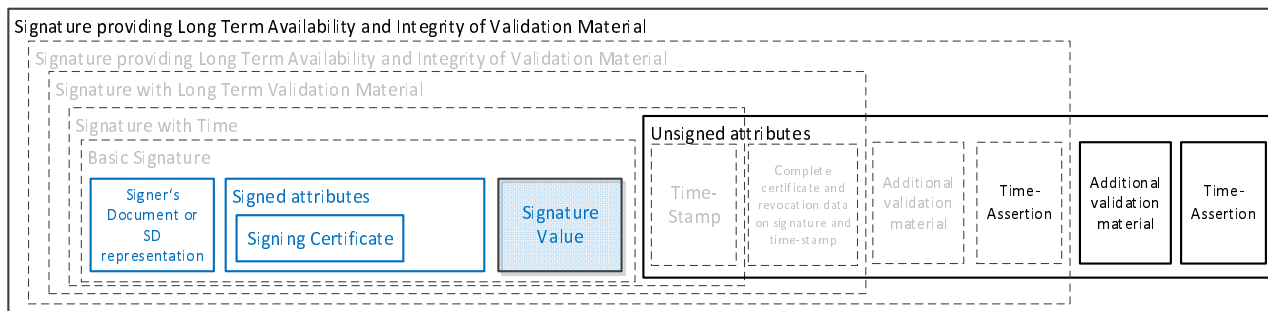 Signature providing Long Term Availability and Integrity of Validation Material
Signature providing Long Term Availability and Integrity of Validation Material
Signature with Long Term Validation Material
Signature with Time
Basic Signature
Signer's
Document or
SD
representation
Signed attributes
Signing Certificate
Signature
Value
Unsigned attributes
Time-
Stamp
Complete
certificate and
revocation data
on signature and
time-stamp
Additional
validation
material
Time-
Assertion
Additional
validation
material
Time-
Assertion